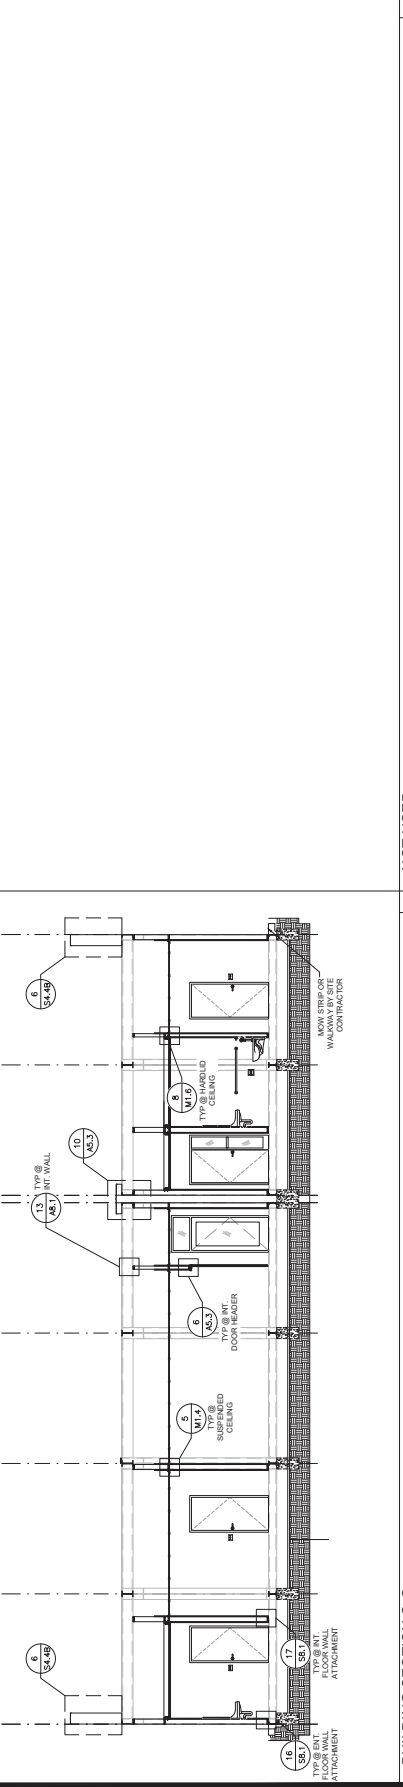 6
S4.4B
13
A8.1
TYP @
INT. WALL
10
A5.3
8
M1.6
TYP @ HARDLID
CEILING
MOW STRIP OR
WALKWAY BY SITE
CONTRACTOR
6
A5.3
TYP @ INT.
DOOR HEADER
5
M1.4
TYP @
SUSPENDED
CEILING
6
S4.4B
17
S8.1
TYP @ INT.
FLOOR WALL
ATTACHMENT
16
S8.1
TYP @ ENT.
FLOOR WALL
ATTACHMENT